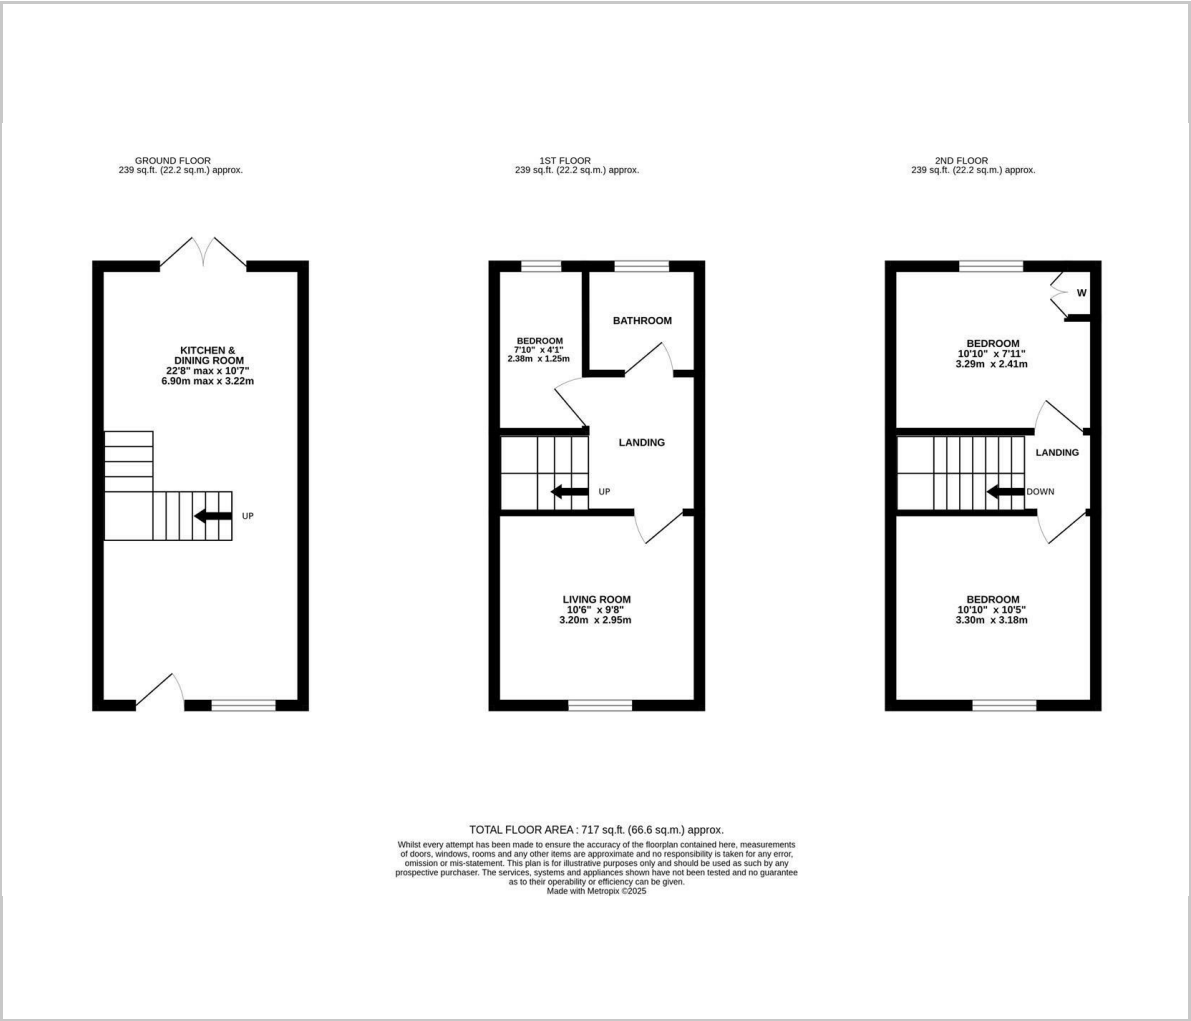 GROUND FLOOR
239 sq.ft. (22.2 sq.m.) approx.
KITCHEN &
DINING ROOM
22'8" max x 10'7"
6.90m max x 3.22m
UP
1ST FLOOR
239 sq.ft. (22.2 sq.m.) approx.
BATHROOM
BEDROOM
7'10" x 4'1"
2.38m x 1.25m
LANDING
UP
LIVING ROOM
10'6" x 9'8"
3.20m x 2.95m
2ND FLOOR
239 sq.ft. (22.2 sq.m.) approx.
W
BEDROOM
10'10" x 7'11"
3.29m x 2.41m
LANDING
DOWN
BEDROOM
10'10" x 10'5"
3.30m x 3.18m
TOTAL FLOOR AREA : 717 sq.ft. (66.6 sq.m.) approx.
Whilst every attempt has been made to ensure the accuracy of the floorplan contained here, measurements
of doors, windows, rooms and any other items are approximate and no responsibility is taken for any error,
omission or mis-statement. This plan is for illustrative purposes only and should be used as such by any
prospective purchaser. The services, systems and appliances shown have not been tested and no guarantee
as to their operability or efficiency can be given.
Made with Metropix ©2025